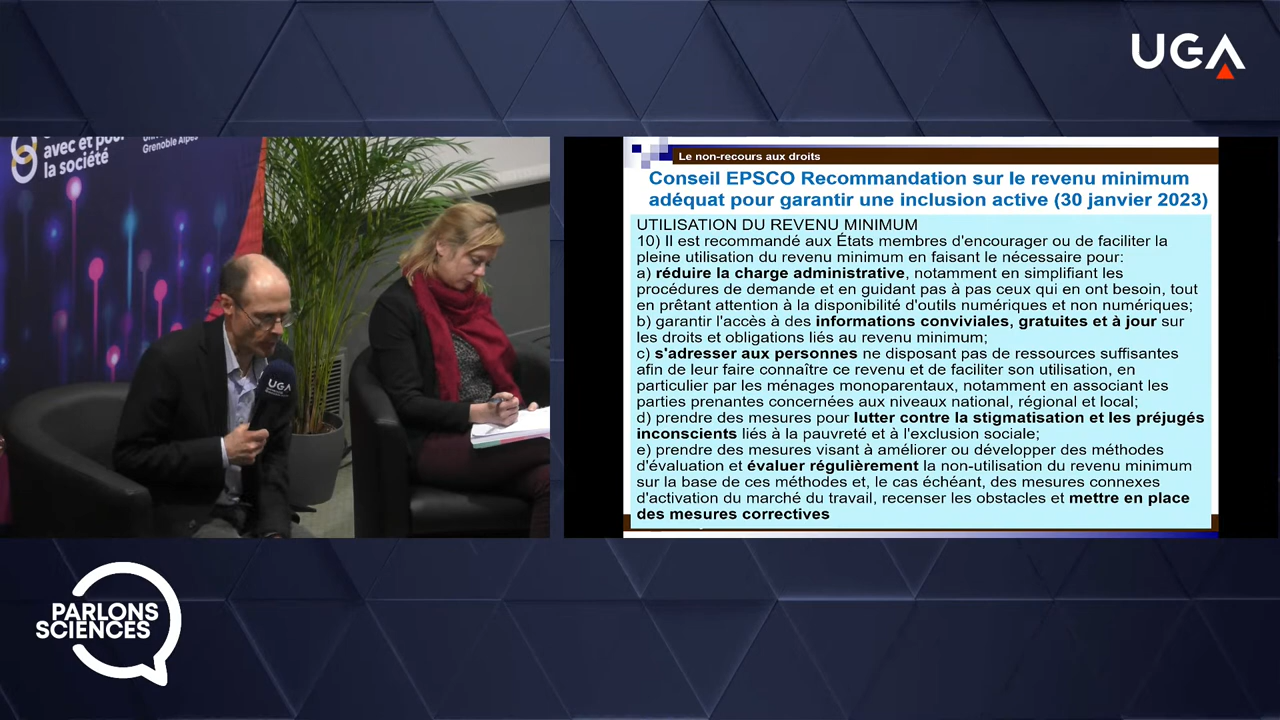 UGA
avec et pour
la société
Grenoble Alpes
UGA
Le non-recours aux droits
Conseil EPSCO Recommandation sur le revenu minimum
adéquat pour garantir une inclusion active (30 janvier 2023)
UTILISATION DU REVENU MINIMUM
10) Il est recommandé aux États membres d'encourager ou de faciliter la
pleine utilisation du revenu minimum en faisant le nécessaire pour:
a) réduire la charge administrative, notamment en simplifiant les
procédures de demande et en guidant pas à pas ceux qui en ont besoin, tout
en prêtant attention à la disponibilité d'outils numériques et non numériques;
b) garantir l'accès à des informations conviviales, gratuites et à jour sur
les droits et obligations liés au revenu minimum;
c) s'adresser aux personnes ne disposant pas de ressources suffisantes
afin de leur faire connaître ce revenu et de faciliter son utilisation, en
particulier par les ménages monoparentaux, notamment en associant les
parties prenantes concernées aux niveaux national, régional et local;
d) prendre des mesures pour lutter contre la stigmatisation et les préjugés
inconscients liés à la pauvreté et à l'exclusion sociale;
e) prendre des mesures visant à améliorer ou développer des méthodes
d'évaluation et évaluer régulièrement la non-utilisation du revenu minimum
sur la base de ces méthodes et, le cas échéant, des mesures connexes
d'activation du marché du travail, recenser les obstacles et mettre en place
des mesures correctives
PARLONS
SCIENCES